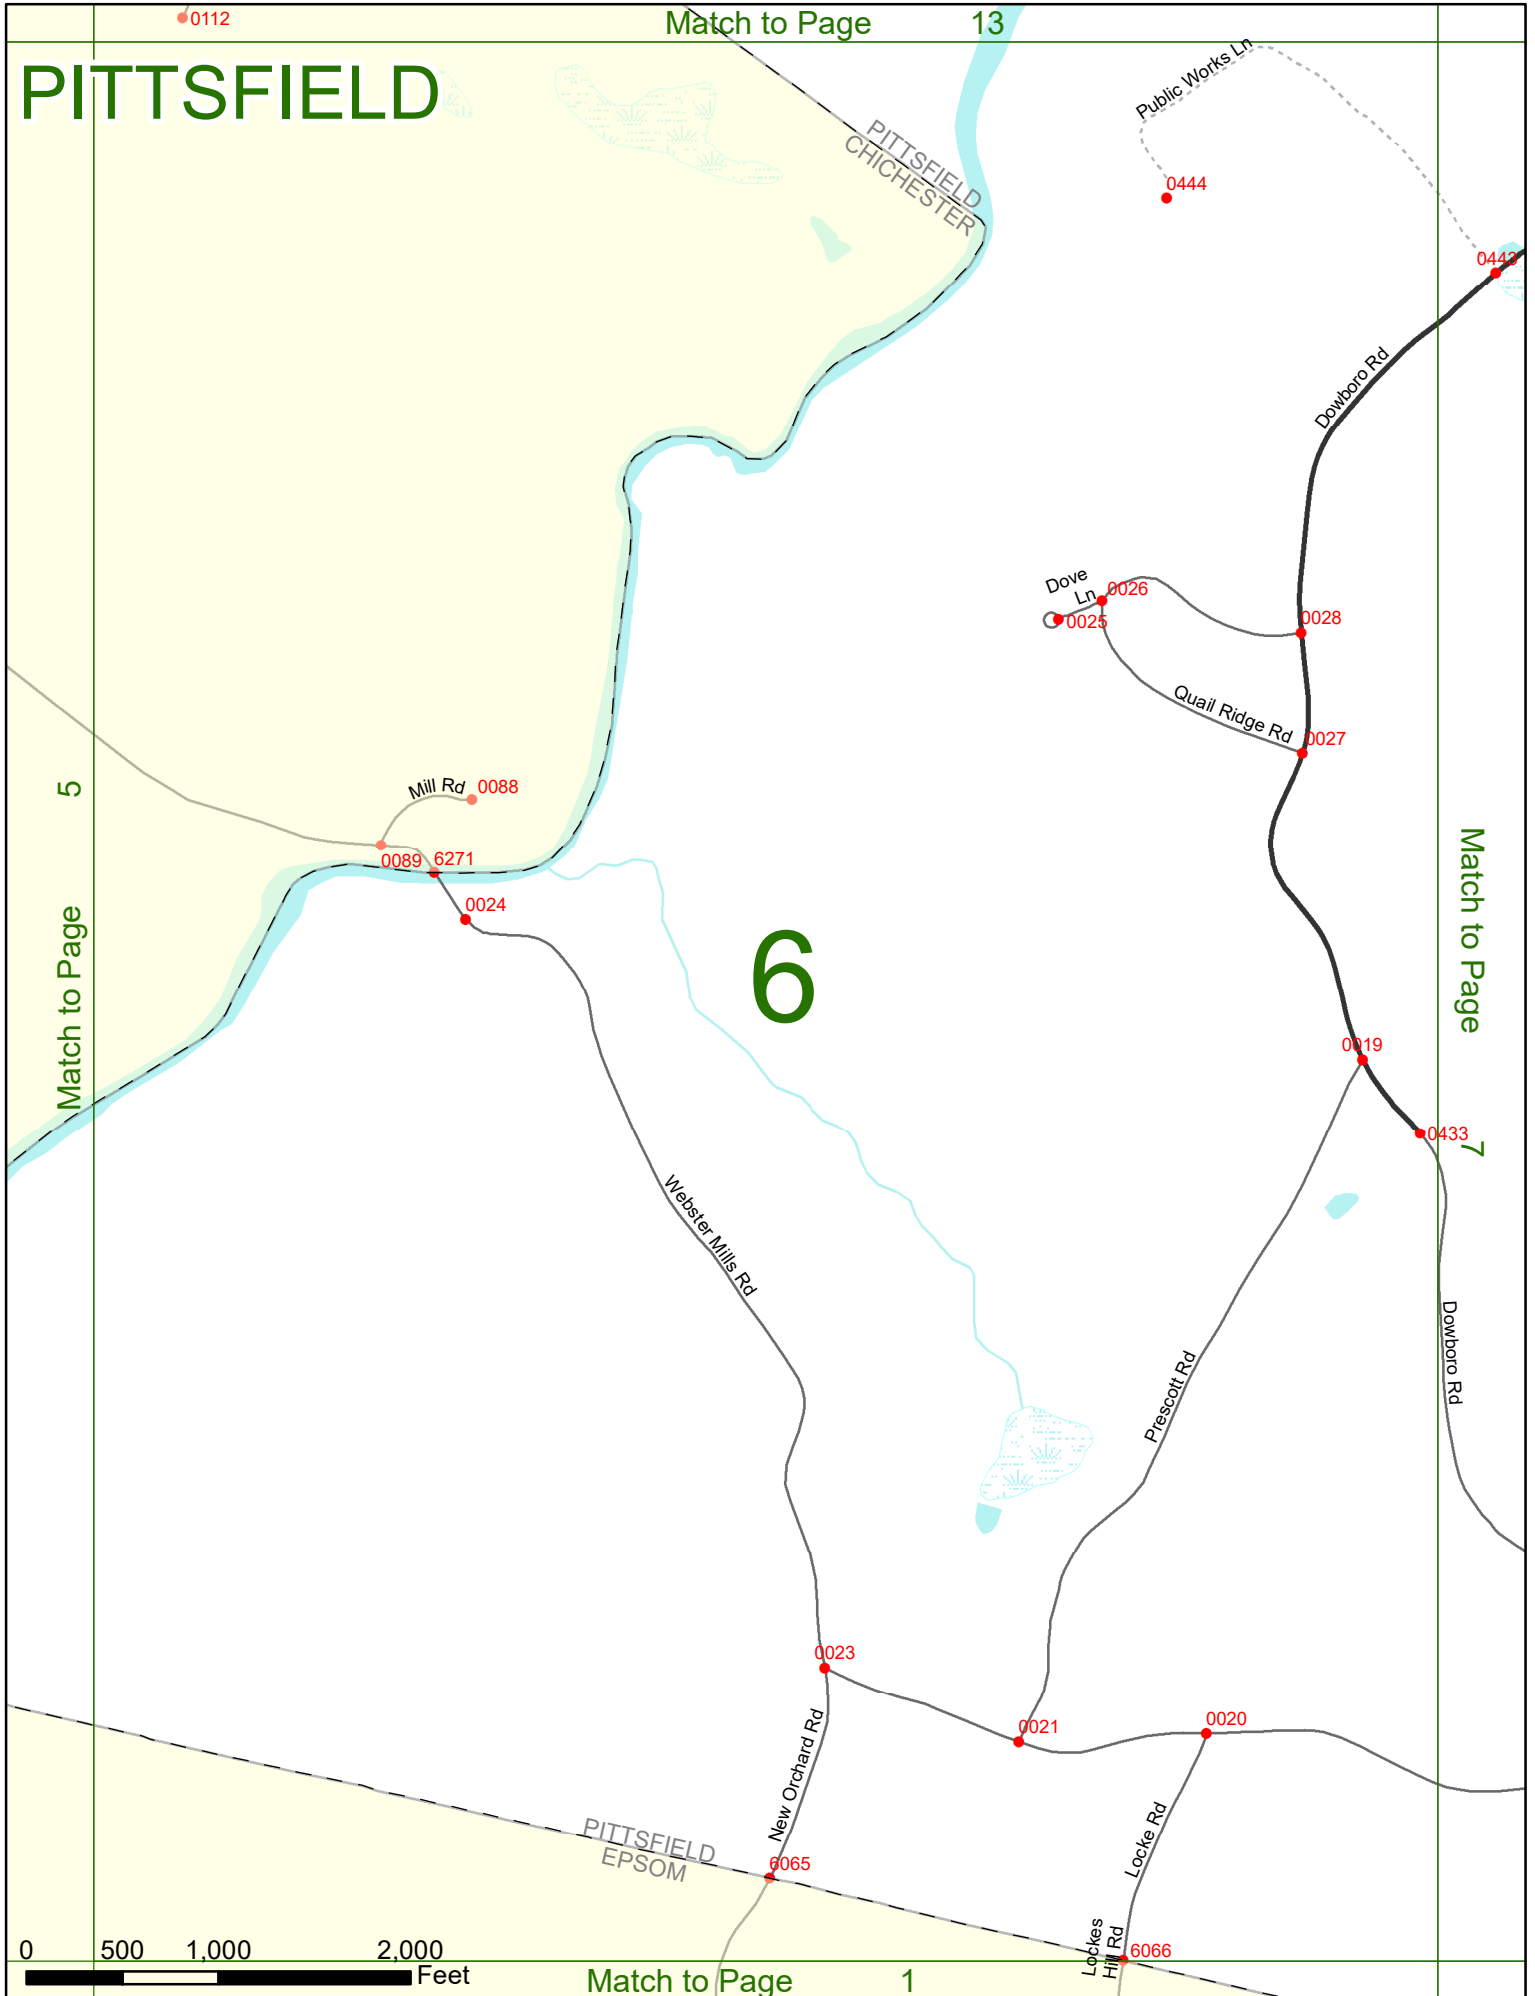 0112
Match to Page 13
PITTSFIELD
Public Works Ln
PITTSFIELD
CHICHESTER
0444
0443
Dowboro Rd
Dove
Ln
0026
0025
0028
Quail Ridge Rd
0027
5
Match to Page
Mill Rd
0088
0089
6271
0024
6
Match to Page
7
0019
0433
Webster Mills Rd
Dowboro Rd
Prescott Rd
0023
0021
0020
New Orchard Rd
Locke Rd
PITTSFIELD
EPSOM
6065
Lockes
Hill Rd
6066
0 500 1,000 2,000
Feet
Match to Page 1